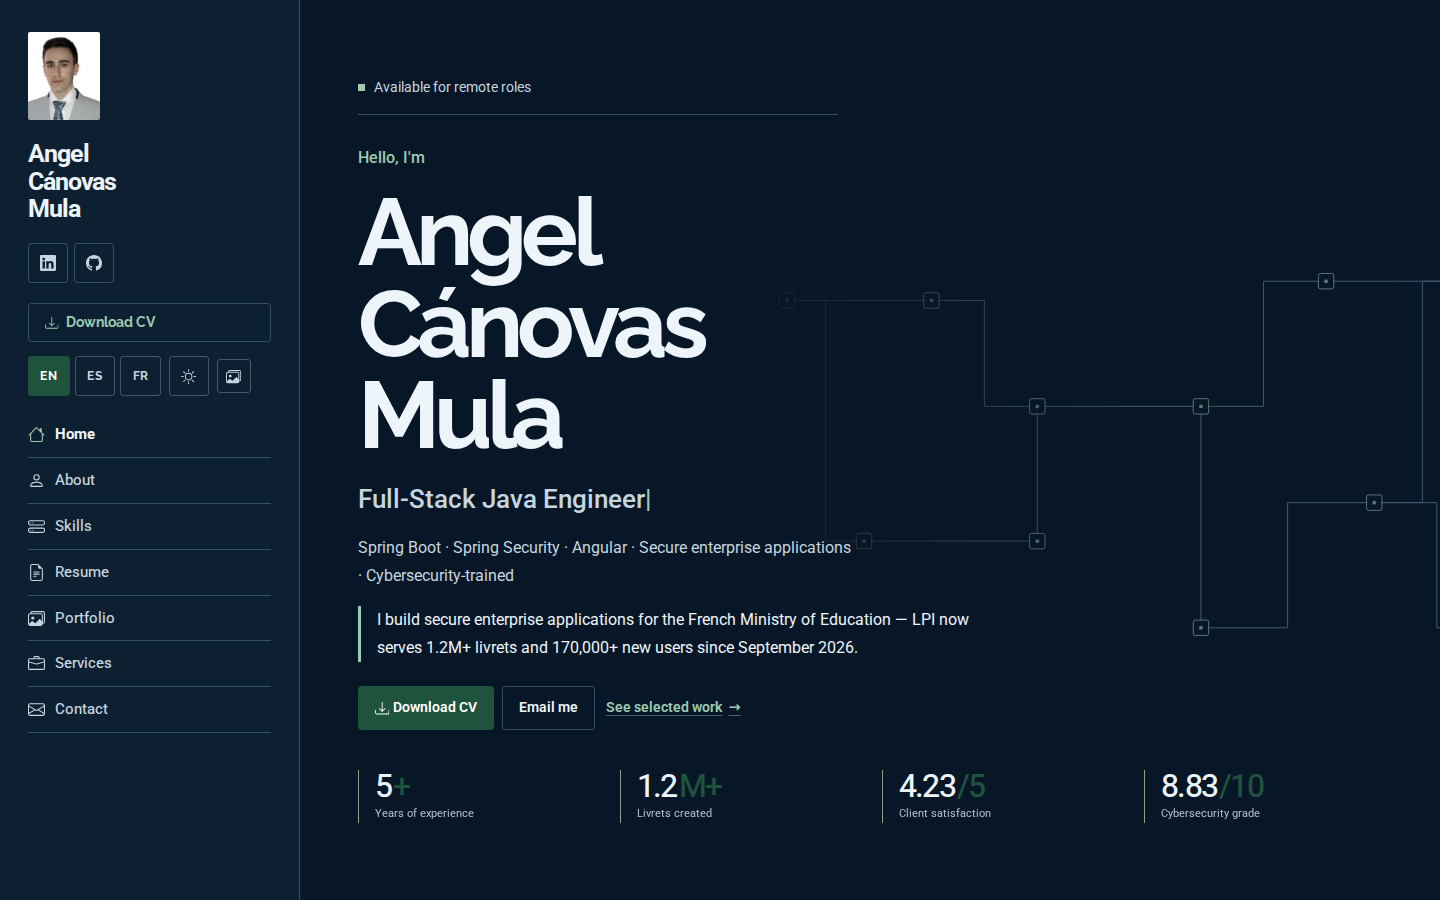 Angel
Cánovas
Mula
Download CV
EN ES FR
Home
About
Skills
Resume
Portfolio
Services
Contact
Available for remote roles
Hello, I'm
Angel
Cánovas
Mula
Full-Stack Java Engineer|
Spring Boot · Spring Security · Angular · Secure enterprise applications
· Cybersecurity-trained
I build secure enterprise applications for the French Ministry of Education — LPI now
serves 1.2M+ livrets and 170,000+ new users since September 2026.
Download CV Email me See selected work →
5+
Years of experience
1.2M+
Livrets created
4.23/5
Client satisfaction
8.83/10
Cybersecurity grade